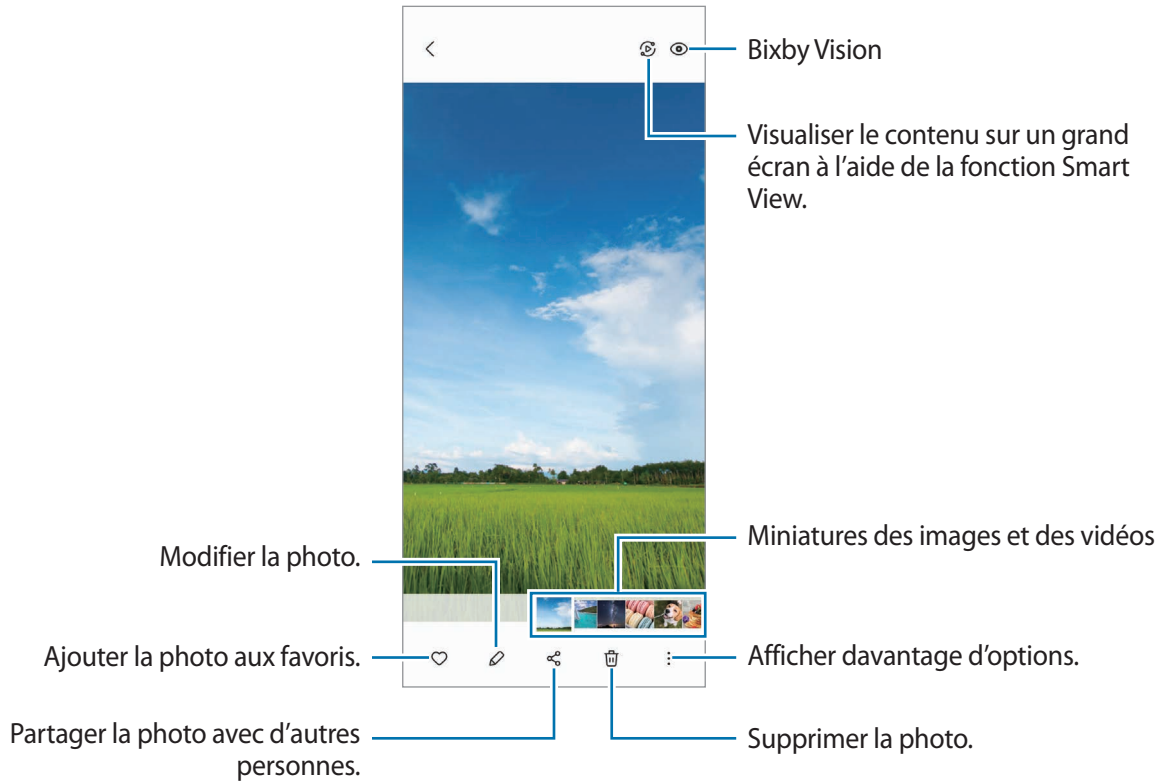 Bixby Vision
Visualiser le contenu sur un grand
écran à l’aide de la fonction Smart
View.
Miniatures des images et des vidéos
Modifier la photo.
Ajouter la photo aux favoris.
Afficher davantage d’options.
Partager la photo avec d’autres
personnes.
Supprimer la photo.